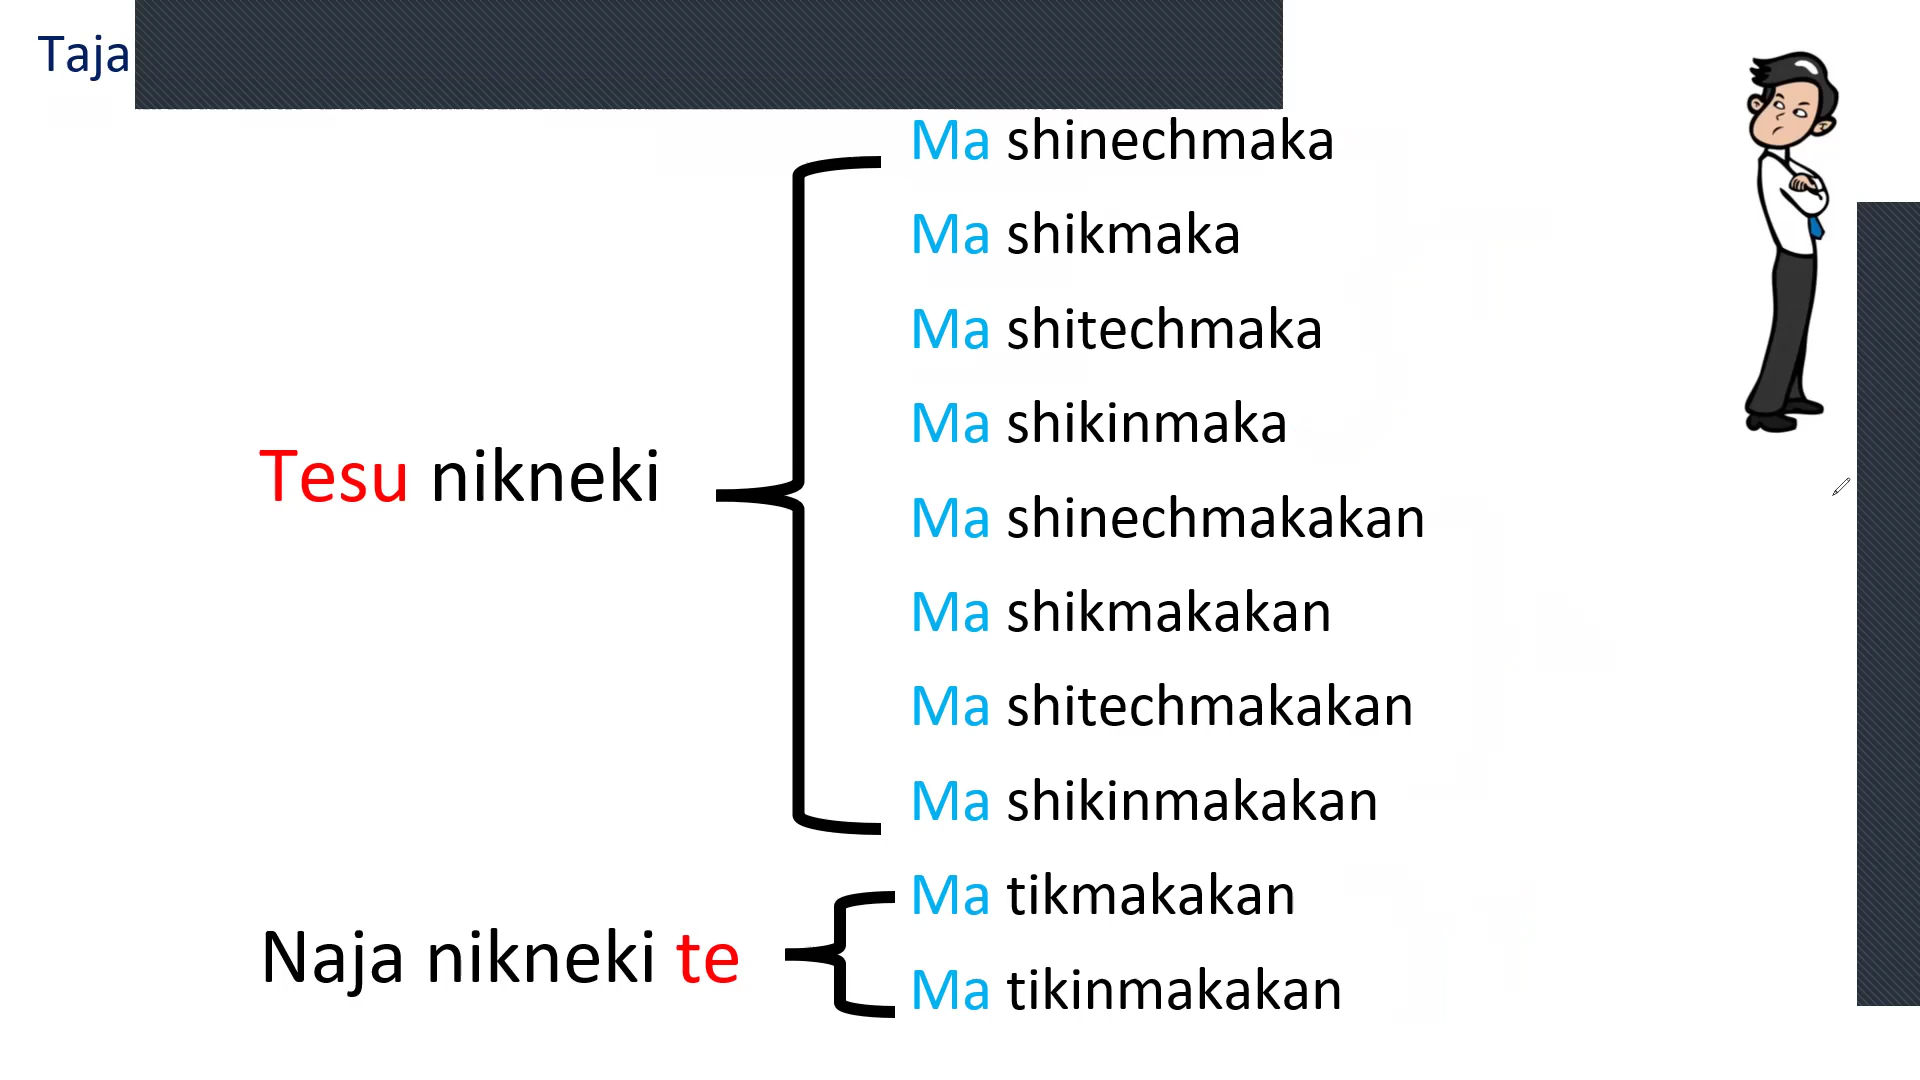 Taja
Ma shinechmaka
Ma shikmaka
Ma shitechmaka
Ma shikinmaka
Tesu nikneki
Ma shinechmakakan
Ma shikmakakan
Ma shitechmakakan
Ma shikinmakakan
Ma tikmakakan
Naja nikneki te
Ma tikinmakakan